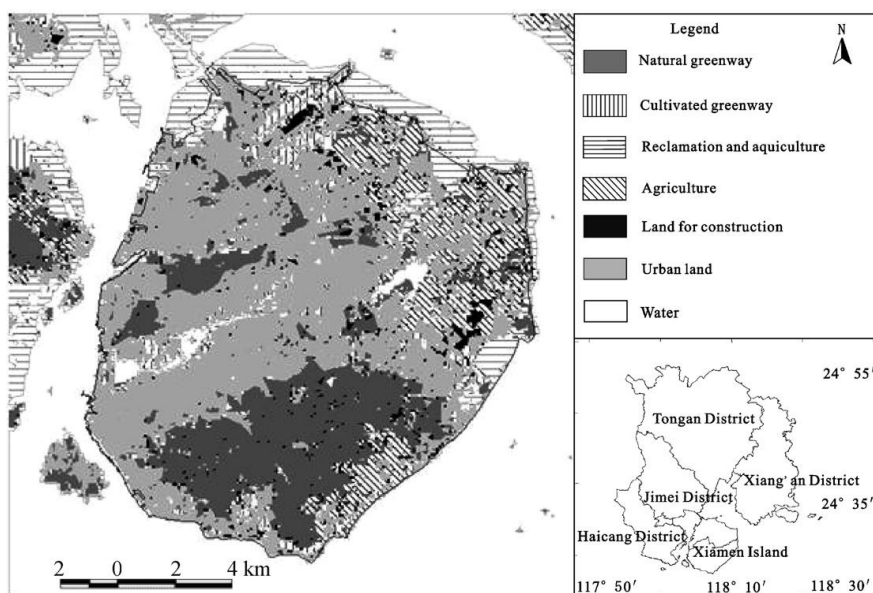 Legend
N
Natural greenway
Cultivated greenway
Reclamation and aquiculture
Agriculture
Land for construction
Urban land
Water
2 0 2 4 km
24° 55'
Tongan District
Xiang' an District
Jimei District
24° 35'
Haicang District
Xiamen Island
117° 50' 118° 10' 118° 30'